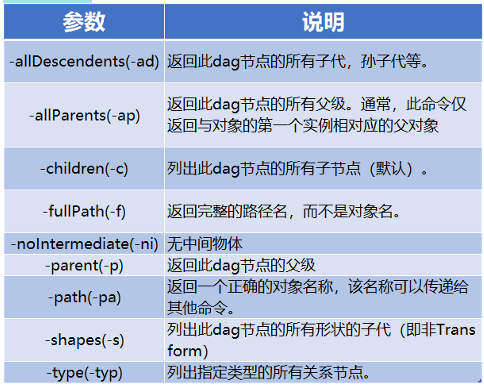 参数 说明
-allDescendents(-ad) 返回此dag节点的所有子代，孙子代等。
-allParents(-ap) 返回此dag节点的所有父级。通常，此命令仅
返回与对象的第一个实例相对应的父对象
-children(-c) 列出此dag节点的所有子节点（默认）。
-fullPath(-f) 返回完整的路径名，而不是对象名。
-noIntermediate(-ni) 无中间物体
-parent(-p) 返回此dag节点的父级
-path(-pa) 返回一个正确的对象名称，该名称可以传递给
其他命令。
-shapes(-s) 列出此dag节点的所有形状的子代（即非Trans
form）
-type(-typ) 列出指定类型的所有关系节点。